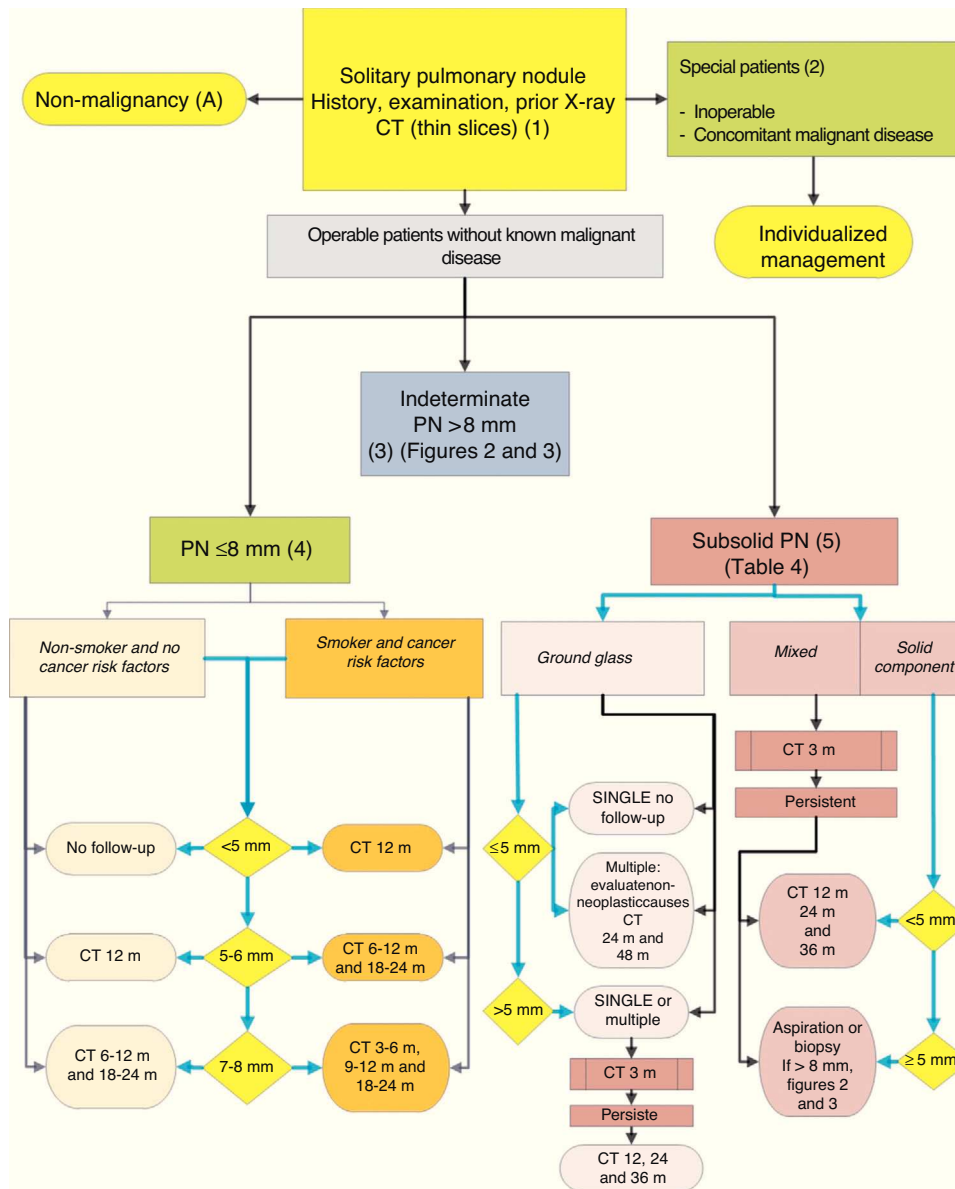 Solitary pulmonary nodule
History, examination, prior X-ray
CT (thin slices) (1)
Non-malignancy (A)
Special patients (2)
- Inoperable
- Concomitant malignant disease
Individualized
management
Operable patients without known malignant
disease
Indeterminate
PN >8 mm
(3) (Figures 2 and 3)
PN ≤8 mm (4)
Subsolid PN (5)
(Table 4)
Non-smoker and no
cancer risk factors
Smoker and cancer
risk factors
Ground glass
Mixed
Solid
component
CT 3 m
Persistent
No follow-up
<5 mm
CT 12 m
CT 12 m
5-6 mm
CT 6-12 m
and 18-24 m
CT 6-12 m
and 18-24 m
7-8 mm
CT 3-6 m,
9-12 m and
18-24 m
≤5 mm
SINGLE no
follow-up
Multiple:
evaluatenon-
neoplasticcauses
CT
24 m and
48 m
>5 mm
SINGLE or
multiple
CT 3 m
Persiste
CT 12, 24
and 36 m
CT 12 m
24 m
and
36 m
<5 mm
Aspiration or
biopsy
If > 8 mm,
figures 2
and 3
≥ 5 mm